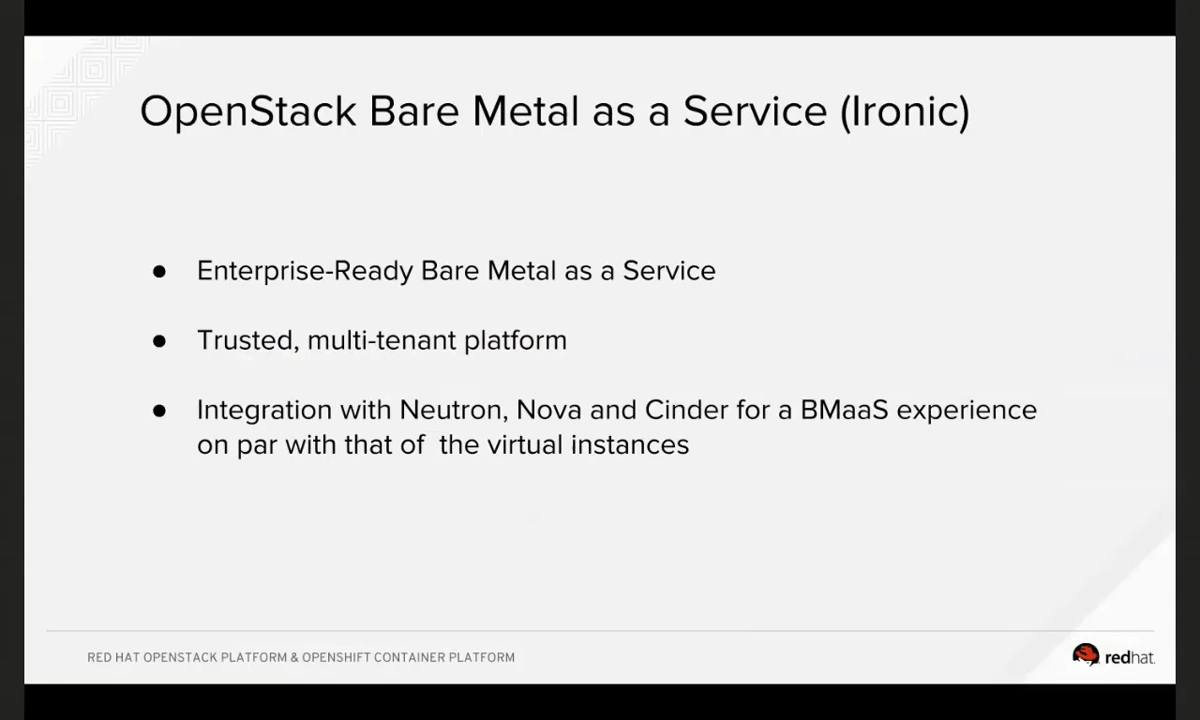 OpenStack Bare Metal as a Service (Ironic)
● Enterprise-Ready Bare Metal as a Service
● Trusted, multi-tenant platform
● Integration with Neutron, Nova and Cinder for a BMaaS experience
on par with that of  the virtual instances
RED HAT OPENSTACK PLATFORM & OPENSHIFT CONTAINER PLATFORM
redhat.